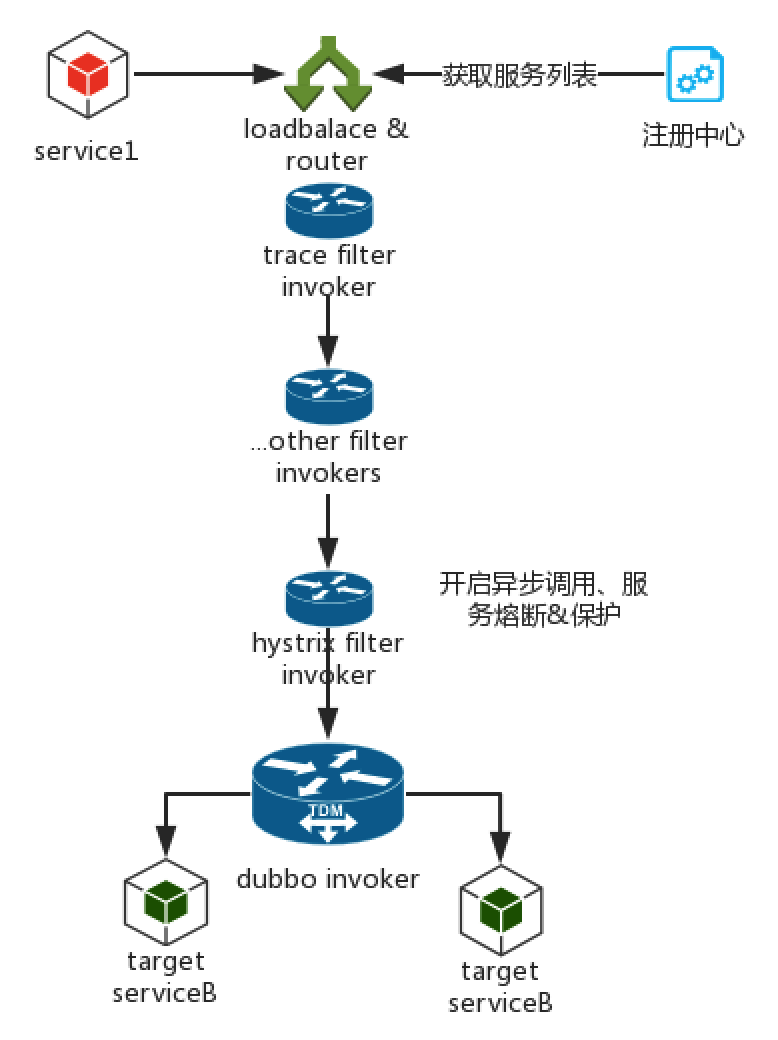 获取服务列表
service1
loadbalace &
router
注册中心
trace filter
invoker
...other filter
invokers
开启异步调用、服
务熔断&保护
hystrix filter
invoker
TDM
dubbo invoker
target
serviceB
target
serviceB